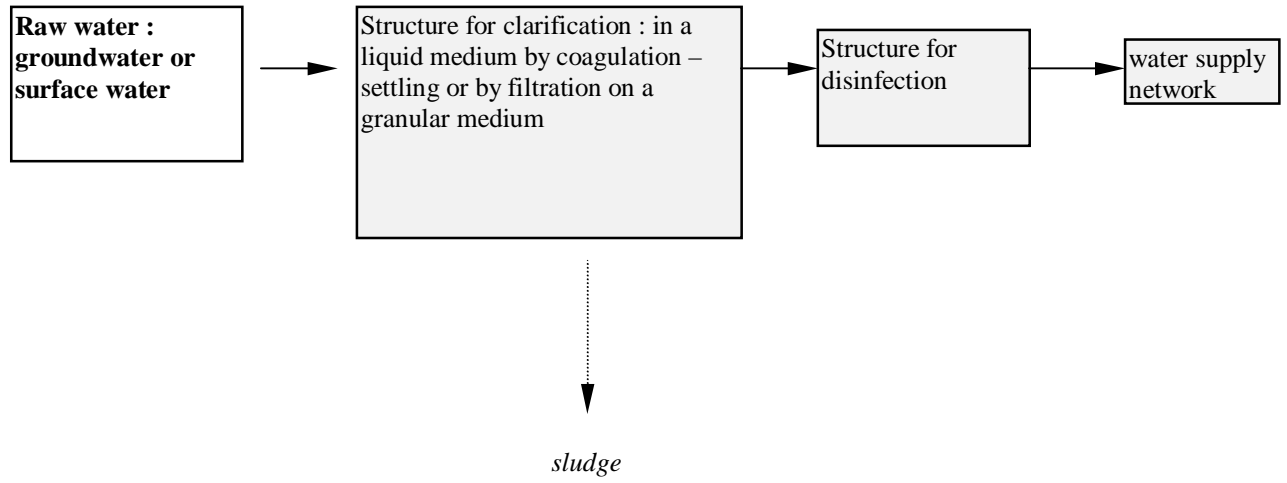 Raw water :
groundwater or
surface water
Structure for clarification : in a
liquid medium by coagulation –
settling or by filtration on a
granular medium
Structure for
disinfection
water supply
network
sludge